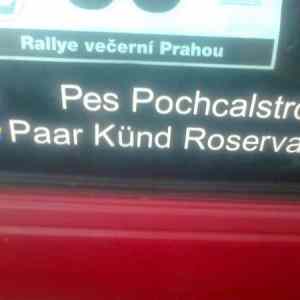 Rallye večerní Prahou
Pes Pochcalstro
Paar Künd Roserva